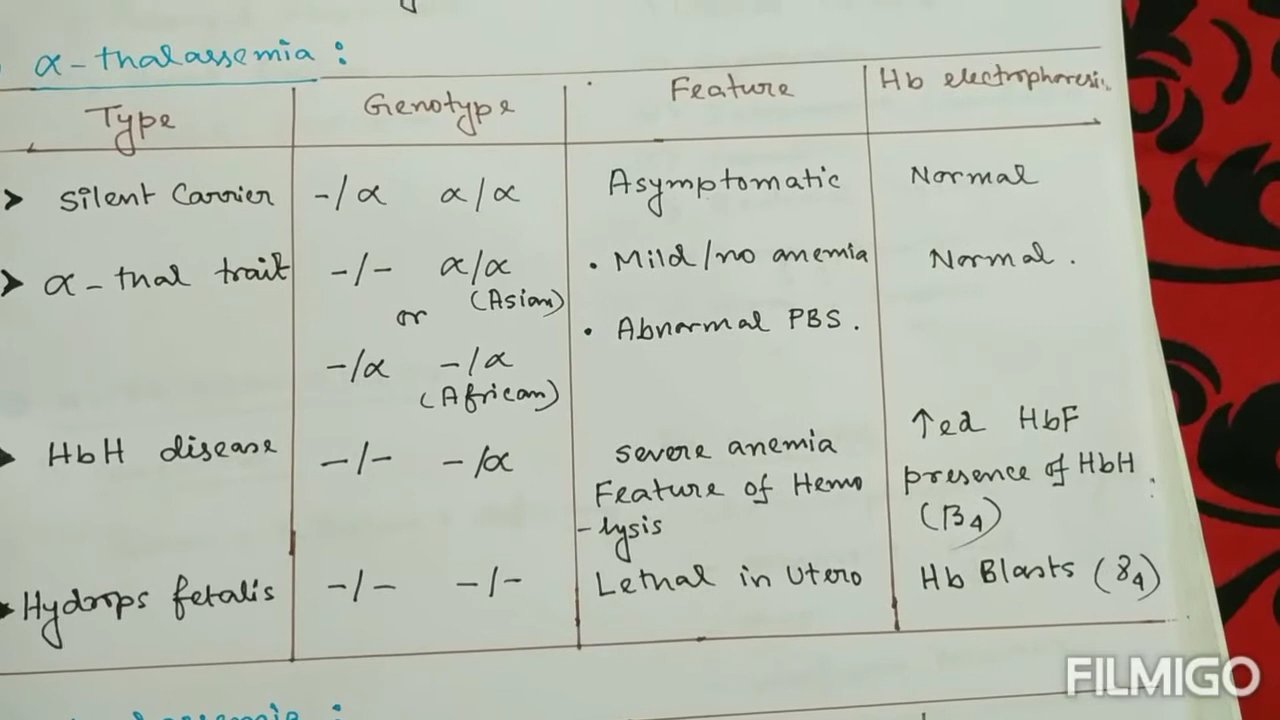 α-thalassemia :
Type Genotype Feature Hb electrophoresis
> Silent Carrier -/α α/α Asymptomatic Normal
> α-thal trait -/- α/α • Mild/no anemia Normal.
or (Asian) • Abnormal PBS.
-/α -/α
(African)
HbH disease -/- -/α severe anemia ↑ed HbF
Feature of Hemo presence of HbH.
-lysis (β4)
Hydrops fetalis -/- -/- Lethal in Utero Hb Blasts (γ4)
FILMIGO